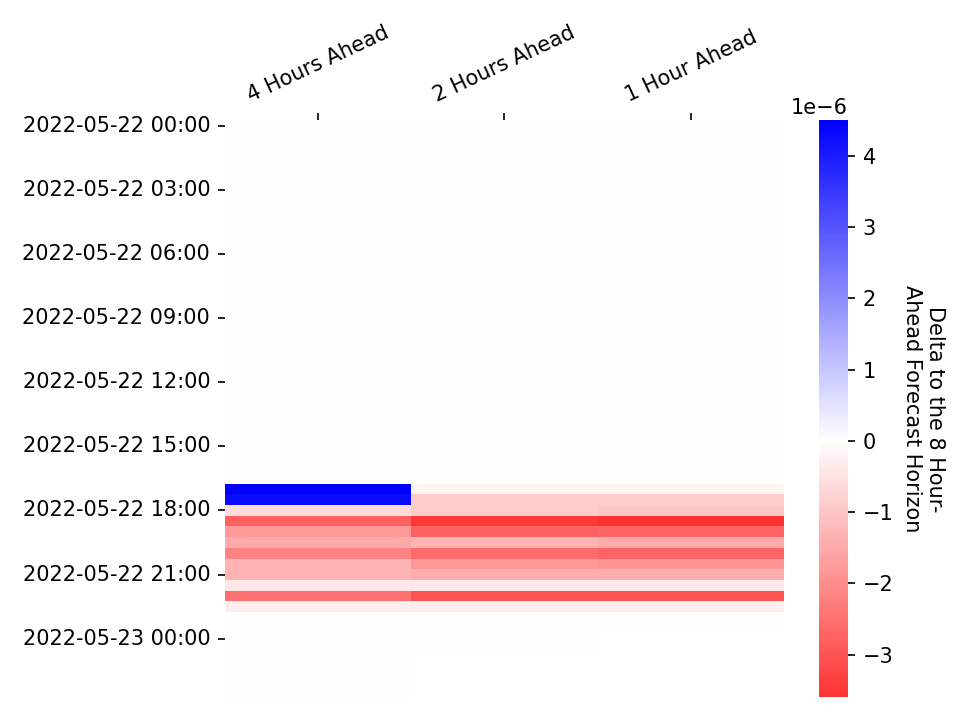 4 Hours Ahead
2 Hours Ahead
1 Hour Ahead
1e−6
2022-05-22 00:00
2022-05-22 03:00
2022-05-22 06:00
2022-05-22 09:00
2022-05-22 12:00
2022-05-22 15:00
2022-05-22 18:00
2022-05-22 21:00
2022-05-23 00:00
4
3
2
1
0
−1
−2
−3
Delta to the 8 Hour-
Ahead Forecast Horizon